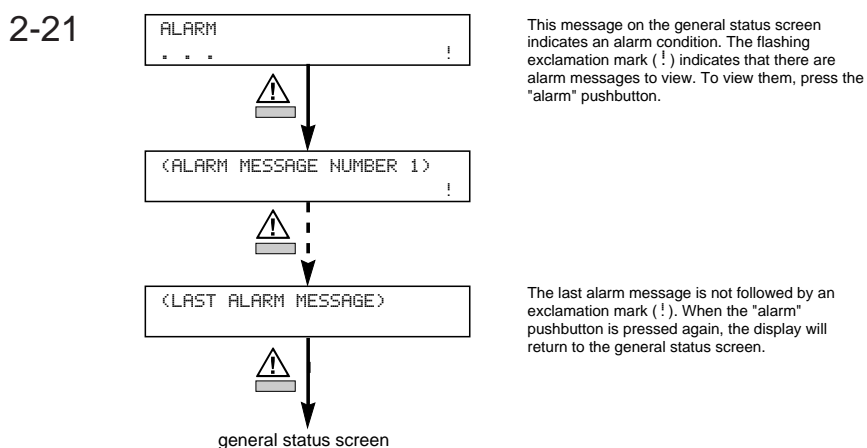 2-21
ALARM
. . . !
This message on the general status screen
indicates an alarm condition. The flashing
exclamation mark ( ! ) indicates that there are
alarm messages to view. To view them, press the
"alarm" pushbutton.
(ALARM MESSAGE NUMBER 1)
!
(LAST ALARM MESSAGE)
The last alarm message is not followed by an
exclamation mark ( ! ). When the "alarm"
pushbutton is pressed again, the display will
return to the general status screen.
general status screen